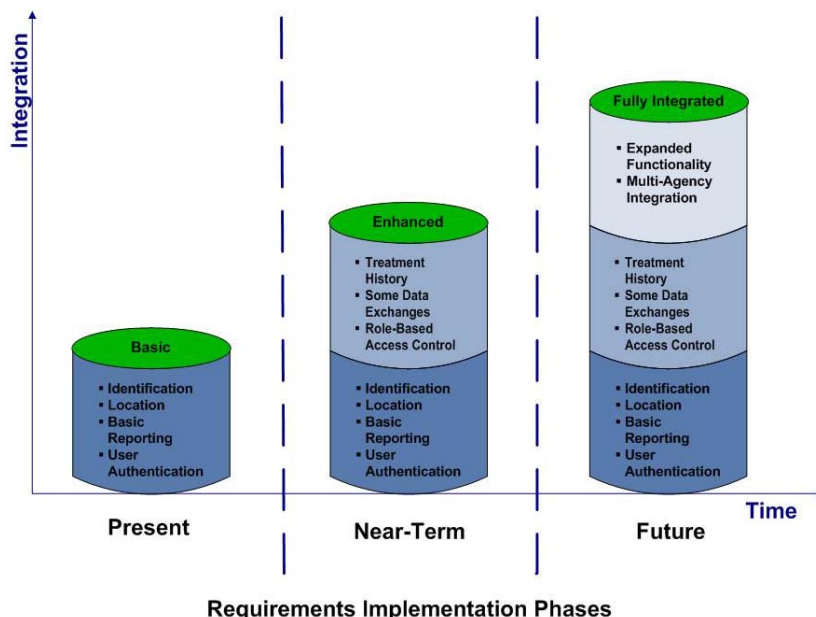 Integration
Basic
▪ Identification
▪ Location
▪ Basic
Reporting
▪ User
Authentication
Present
Enhanced
▪ Treatment
History
▪ Some Data
Exchanges
▪ Role-Based
Access Control
▪ Identification
▪ Location
▪ Basic
Reporting
▪ User
Authentication
Near-Term
Fully Integrated
▪ Expanded
Functionality
▪ Multi-Agency
Integration
▪ Treatment
History
▪ Some Data
Exchanges
▪ Role-Based
Access Control
▪ Identification
▪ Location
▪ Basic
Reporting
▪ User
Authentication
Future
Time
Requirements Implementation Phases